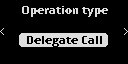 Operation type
< Delegate Call >